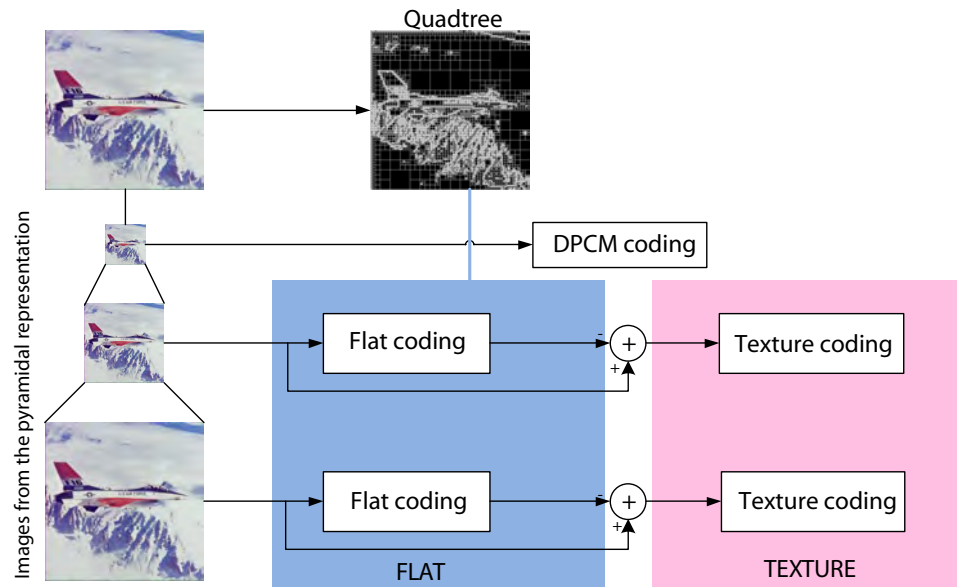 Quadtree
Images from the pyramidal representation
DPCM coding
Flat coding
-
+
+
Texture coding
Flat coding
-
+
+
Texture coding
FLAT
TEXTURE